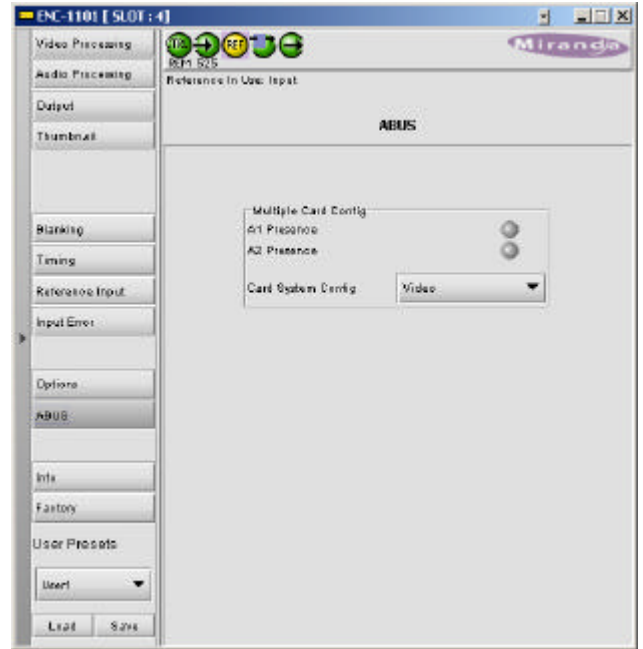 ENC-1101 [ SLOT : 4]
Video Processing
Audio Processing
Output
Thumbnail
Blanking
Timing
Reference Input
Input Error
Options
ABUS
Info
Factory
User Presets
User1
Load Save
CTRL REF
REM 525
Miranda
Reference In Use: Input
ABUS
Multiple Card Config
A1 Presence
A2 Presence
Card System Config Video